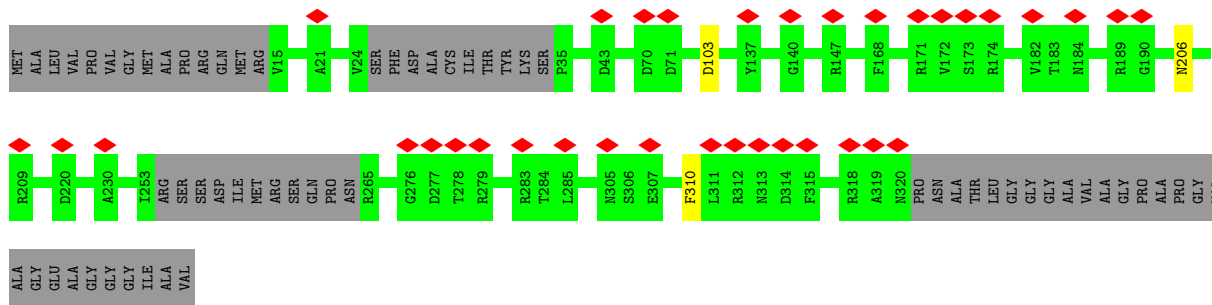 MET ALA LEU VAL PRO VAL GLY MET ALA PRO ARG GLN MET ARG V15 A21 V24 SER PHE ASP ALA CYS ILE THR TYR LYS SER P35 D43 D70 D71 D103 Y137 G140 R147 F168 R171 V172 S173 R174 V182 T183 N184 R189 G190 N206
R209 D220 A230 I253 ARG SER SER ASP ILE MET ARG SER GLN PRO ASN R265 G276 D277 T278 R279 R283 T284 L285 N305 S306 E307 F310 L311 R312 N313 D314 F315 R318 A319 N320 PRO ASN ALA THR LEU GLY GLY GLY ALA VAL ALA GLY PRO ALA PRO GLY
ALA GLY GLU ALA GLY GLY GLY ILE ALA VAL